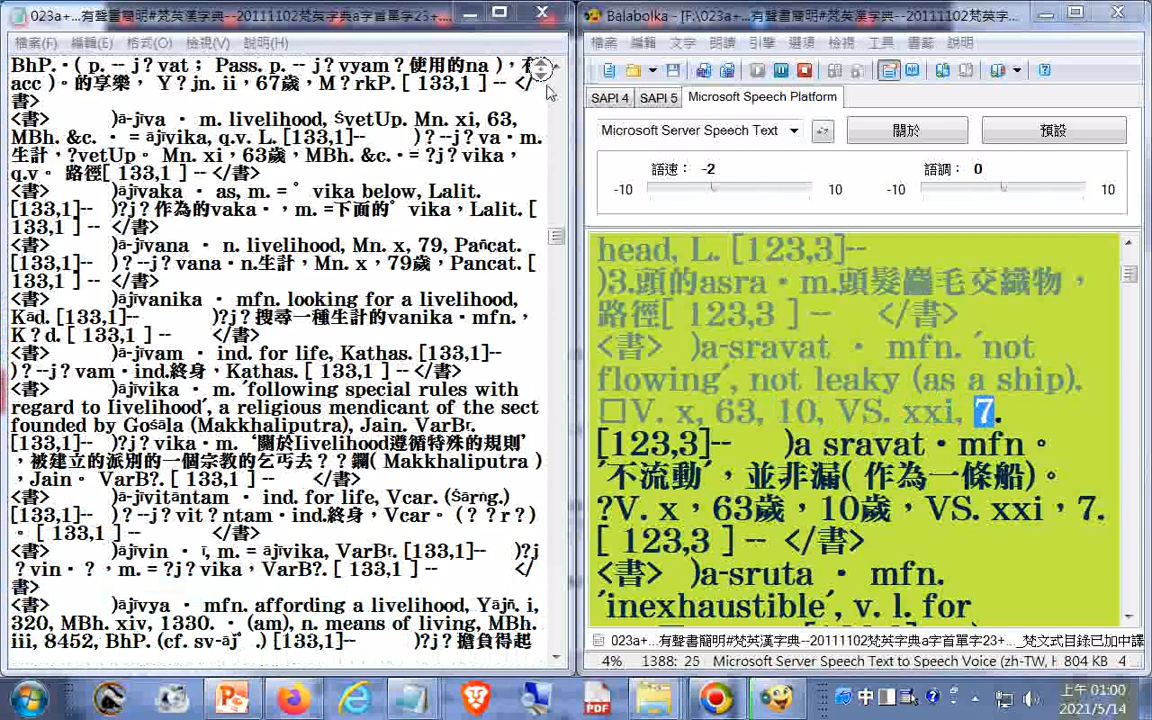 023a+...有聲書簡明#梵英漢字典--20111102梵英字典a字首單字23+...
檔案(F) 編輯(E) 格式(O) 檢視(V) 說明(H)
BhP.·( p. -- j?vat； Pass. p. -- j?vyam？使用的na )，
acc )。的享樂， Y?jn. ii，67歲，M？rkP. [ 133,1 ] -- </
書>
<書> )ā-jīva · m. livelihood, ŚvetUp. Mn. xi, 63,
MBh. &c. · = ājīvika, q.v. L. [133,1]-- )？--j?va·m.
生計，?vetUp。 Mn. xi，63歲，MBh. &c.·= ?j？vika，
q.v。 路徑[ 133,1 ] -- </書>
<書> )ājīvaka · as, m. = ° vika below, Lalit.
[133,1]-- )?j？作為的vaka·，m. =下面的° vika，Lalit. [
133,1 ] -- </書>
<書> )ā-jīvana · n. livelihood, Mn. x, 79, Pañcat.
[133,1]-- )？--j？vana·n.生計，Mn. x，79歲，Pancat. [
133,1 ] -- </書>
<書> )ājīvanika · mfn. looking for a livelihood,
Kād. [133,1]-- )?j？搜尋一種生計的vanika·mfn.，
K？d. [ 133,1 ] -- </書>
<書> )ā-jīvam · ind. for life, Kathas. [133,1]--
)？--j？vam·ind.終身，Kathas. [ 133,1 ] -- </書>
<書> )ājīvika · m. 'following special rules with
regard to Iivelihood', a religious mendicant of the sect
founded by Gośāla (Makkhaliputra), Jain. VarBṛ.
[133,1]-- )?j？vika·m.‘關於Iivelihood遵循特殊的規則’
，被建立的派別的一個宗教的乞丐去？？鑭( Makkhaliputra )
，Jain。 VarB？. [ 133,1 ] -- </書>
<書> )ā-jīvitāntam · ind. for life, Vcar. (Śārṅg.)
[133,1]-- )？--j？vit？ntam·ind.終身，Vcar。(？？r？)
。[ 133,1 ] -- </書>
<書> )ājīvin · ī, m. = ājīvika, VarBṛ. [133,1]-- )?j
？vin·？，m. = ?j？vika，VarB？. [ 133,1 ] -- </
書>
<書> )ājīvya · mfn. affording a livelihood, Yājñ. i,
320, MBh. xiv, 1330. · (am), n. means of living, MBh.
iii, 8452, BhP. (cf. sv-āj° .) [133,1]-- )?j？擔負得起
Balabolka - [F:\023a+...有聲書簡明#梵英漢字典--20111102梵英字...
檔案 編輯 文字 朗讀 引擎 選項 檢視 工具 書籤 說明
SAPI 4 SAPI 5 Microsoft Speech Platform
Microsoft Server Speech Text 關於 預設
語速： -2 語調： 0
-10 10 -10 10
head, L. [123,3]--
)3.頭的asra·m.頭髮麤毛交織物，
路徑[ 123,3 ] -- </書>
<書> )a-sravat · mfn. 'not
flowing', not leaky (as a ship).
□V. x, 63, 10, VS. xxi, 7.
[123,3]-- )a sravat·mfn。
'不流動'，並非漏( 作為一條船)。
?V. x，63歲，10歲，VS. xxi，7.
[ 123,3 ] -- </書>
<書> )a-sruta · mfn.
'inexhaustible', v. l. for
023a+...有聲書簡明#梵英漢字典--20111102梵英字典a字首單字23+..._梵文式目錄已加中譯
4% 1388: 25 Microsoft Server Speech Text to Speech Voice (zh-TW, H 804 KB 4
中
上午 01:00
2021/5/14